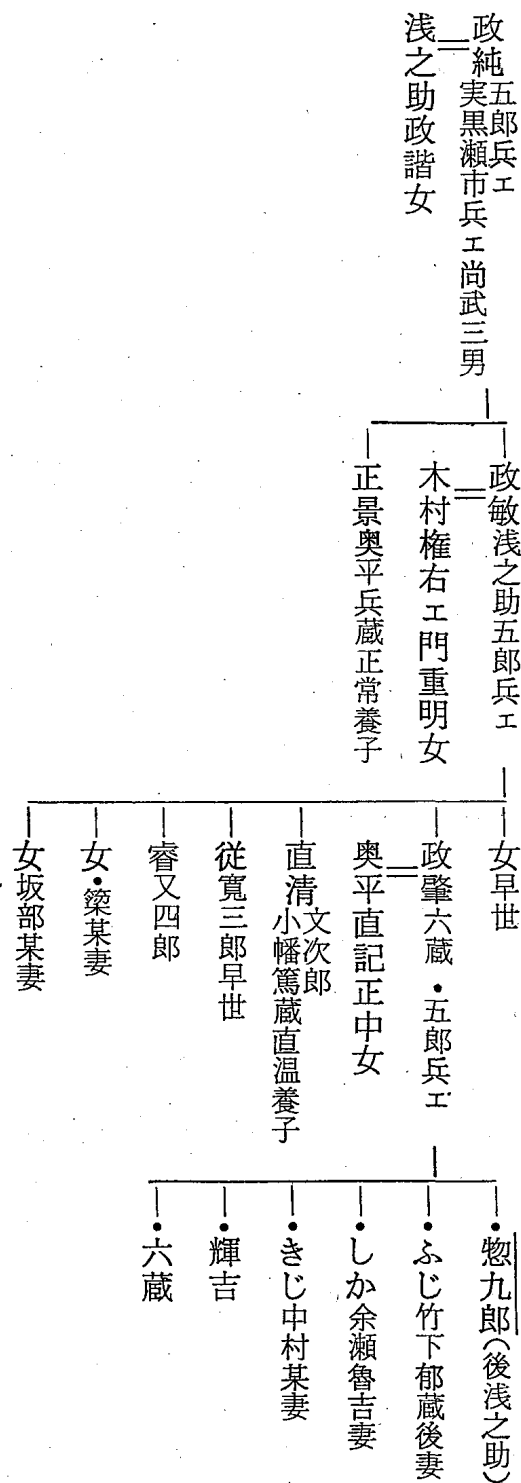 政純五郎兵エ
実黒瀬市兵エ尚武三男
浅之助政諧女
政敏浅之助五郎兵エ
木村権右エ門重明女
正景奥平兵蔵正常養子
女早世
政肇六蔵・五郎兵エ
奥平直記正中女
直清文次郎
小幡篤蔵直温養子
従寛三郎早世
睿又四郎
女・簗某妻
女坂部某妻
・惣九郎(後浅之助)
・ふじ竹下郁蔵後妻
・しか余瀬魯吉妻
・きじ中村某妻
・輝吉
・六蔵